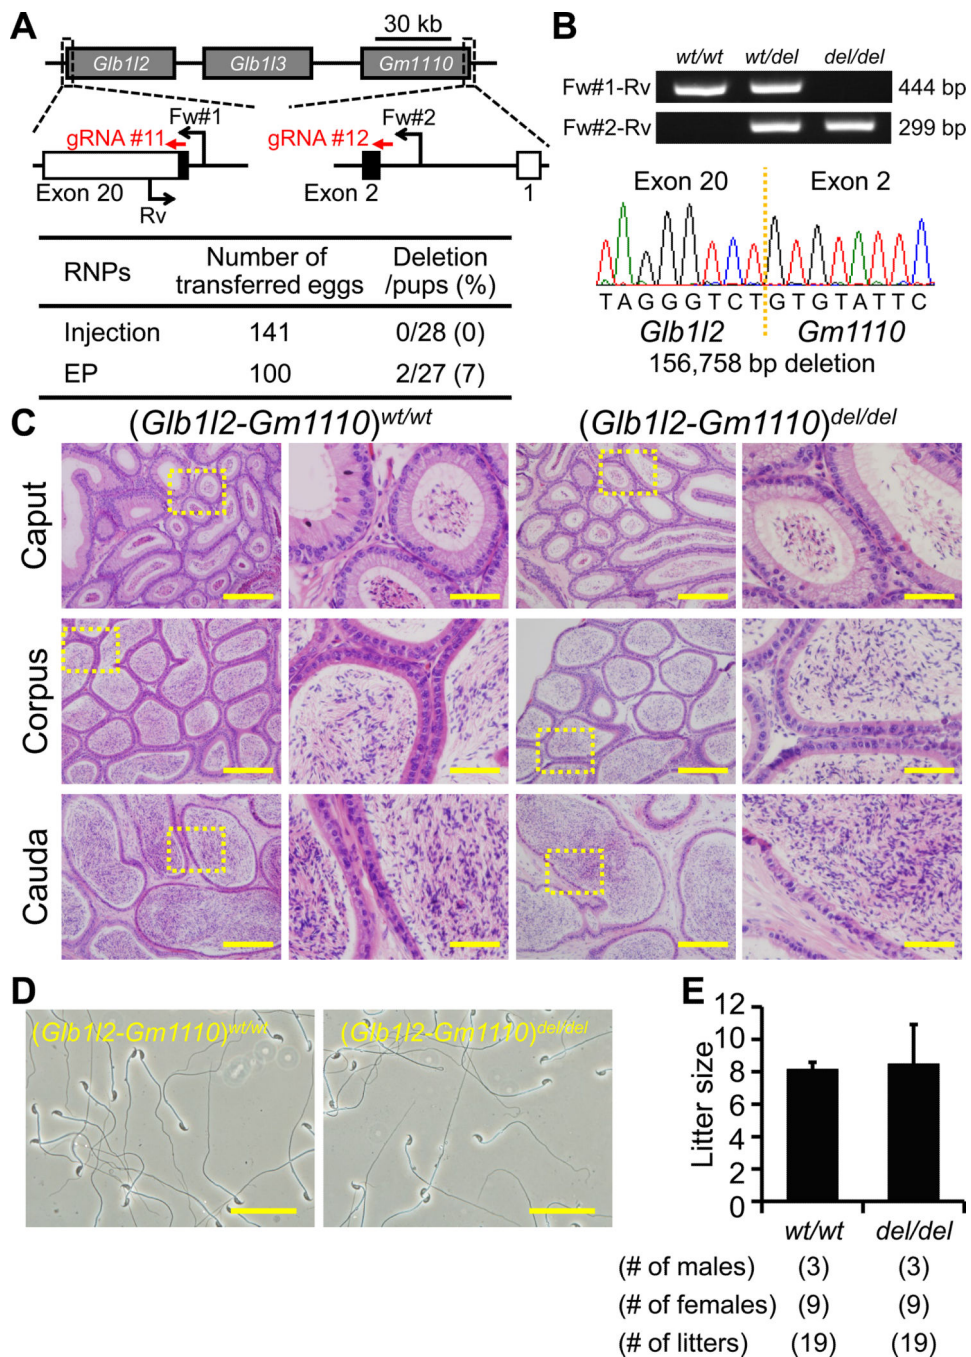 A
30 kb
Glb1l2
Glb1l3
Gm1110
Fw#1
gRNA #11
Exon 20
Rv
Fw#2
gRNA #12
Exon 2
1
RNPs
Number of transferred eggs
Deletion /pups (%)
Injection 141 0/28 (0)
EP 100 2/27 (7)
B
wt/wt wt/del del/del
Fw#1-Rv 444 bp
Fw#2-Rv 299 bp
Exon 20 Exon 2
TAGGGTCTGTGTATTC
Glb1l2 Gm1110
156,758 bp deletion
C
(Glb1l2-Gm1110)wt/wt
(Glb1l2-Gm1110)del/del
Caput
Corpus
Cauda
D
(Glb1l2-Gm1110)wt/wt
(Glb1l2-Gm1110)del/del
E
Litter size
12
10
8
6
4
2
0
wt/wt del/del
(# of males) (3) (3)
(# of females) (9) (9)
(# of litters) (19) (19)